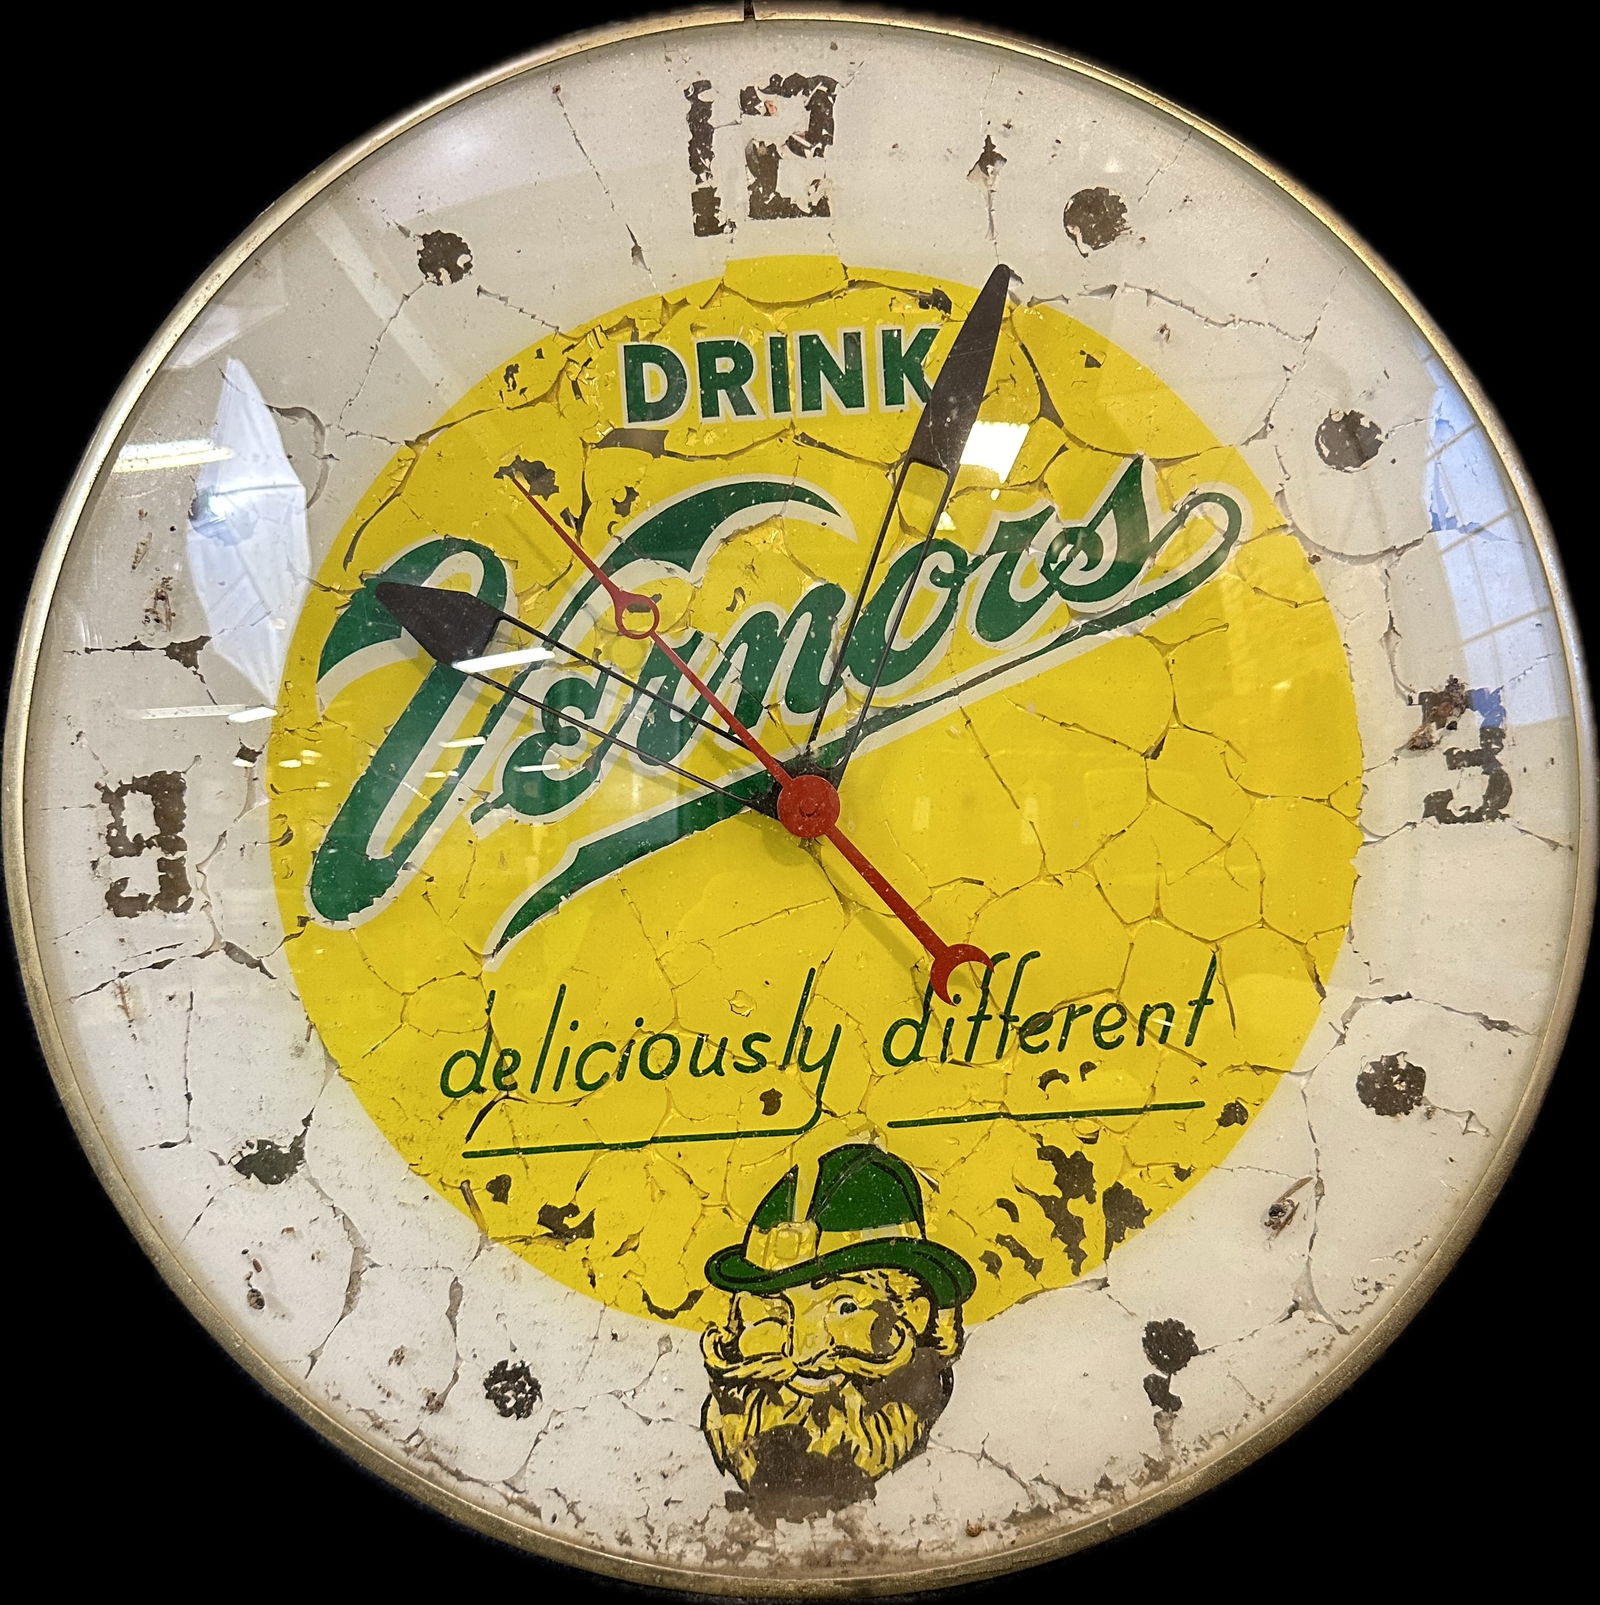 12
DRINK
Vernors
9
3
deliciously different